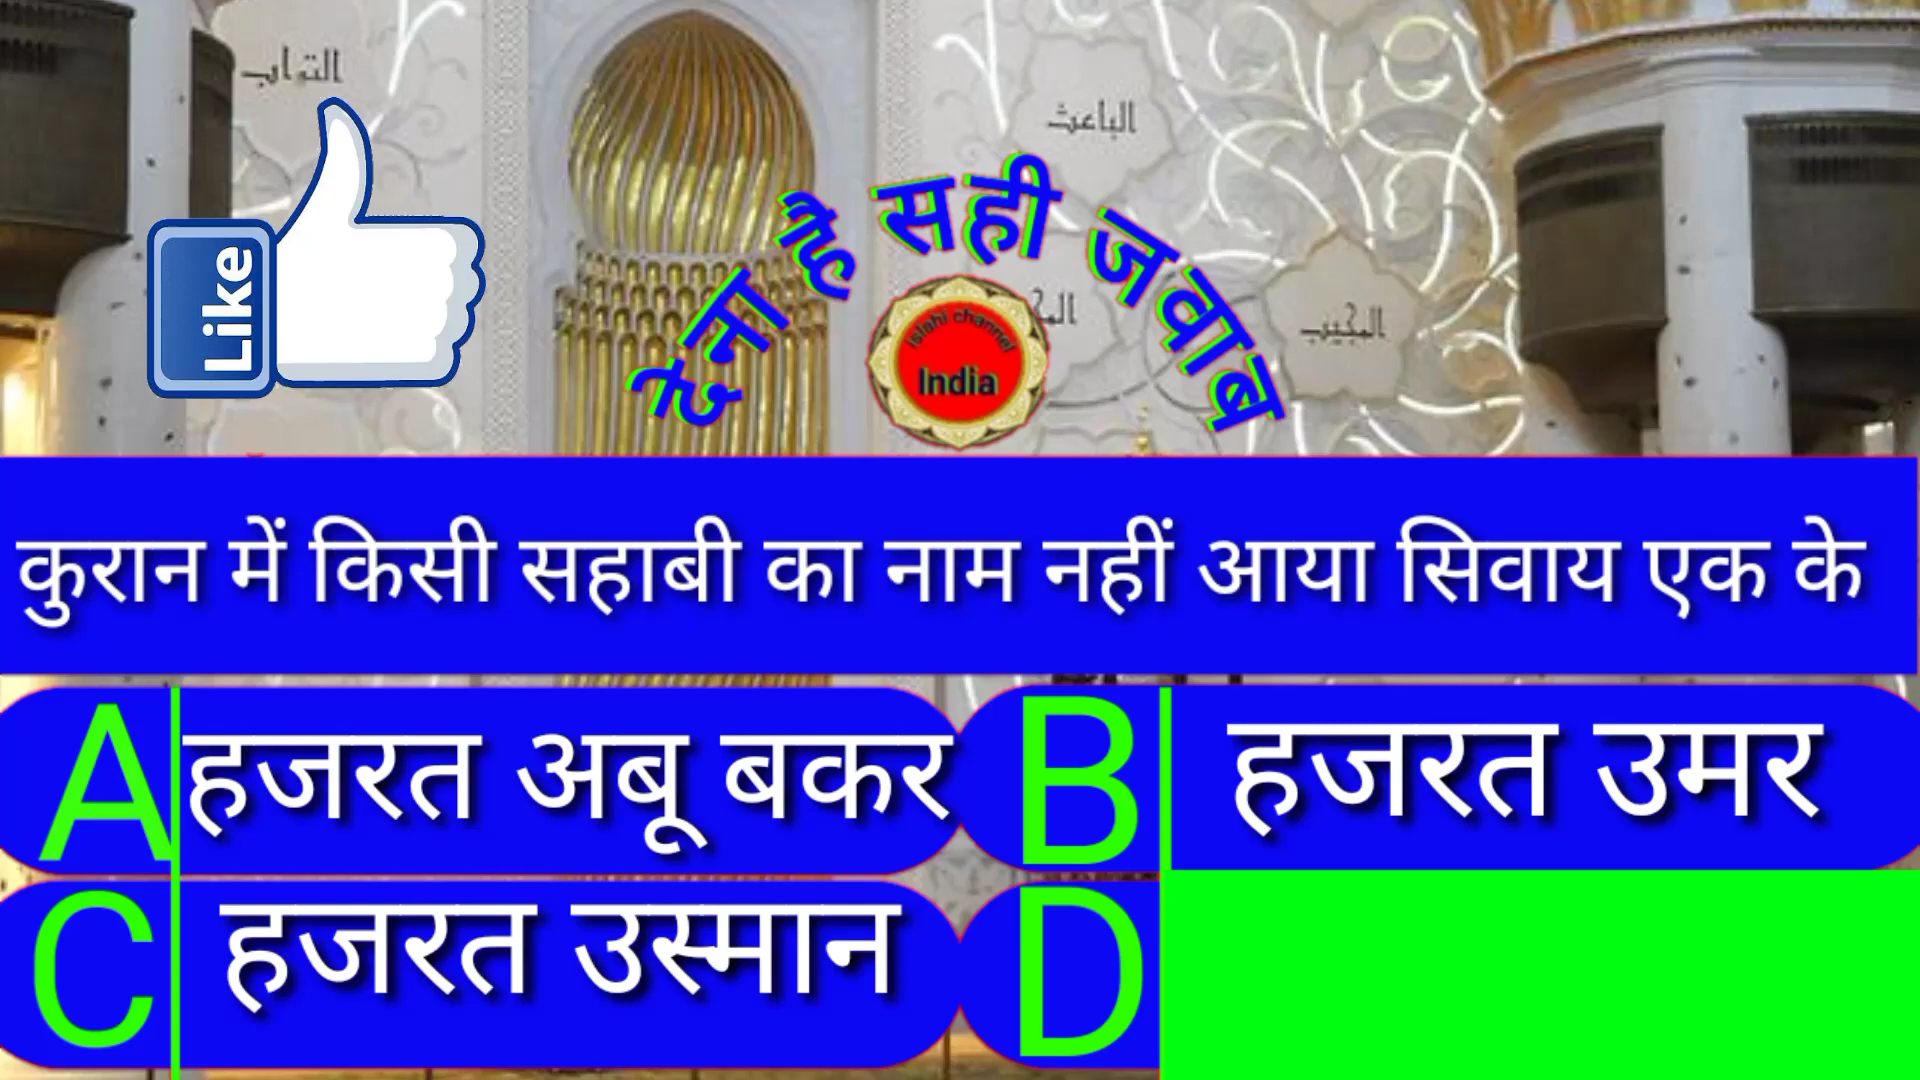 التواب
الباعث
المجيب
Like
चुनना है सही जवाब
islahi channel
India
कुरान में किसी सहाबी का नाम नहीं आया सिवाय एक के
A हजरत अबू बकर
B हजरत उमर
C हजरत उस्मान
D